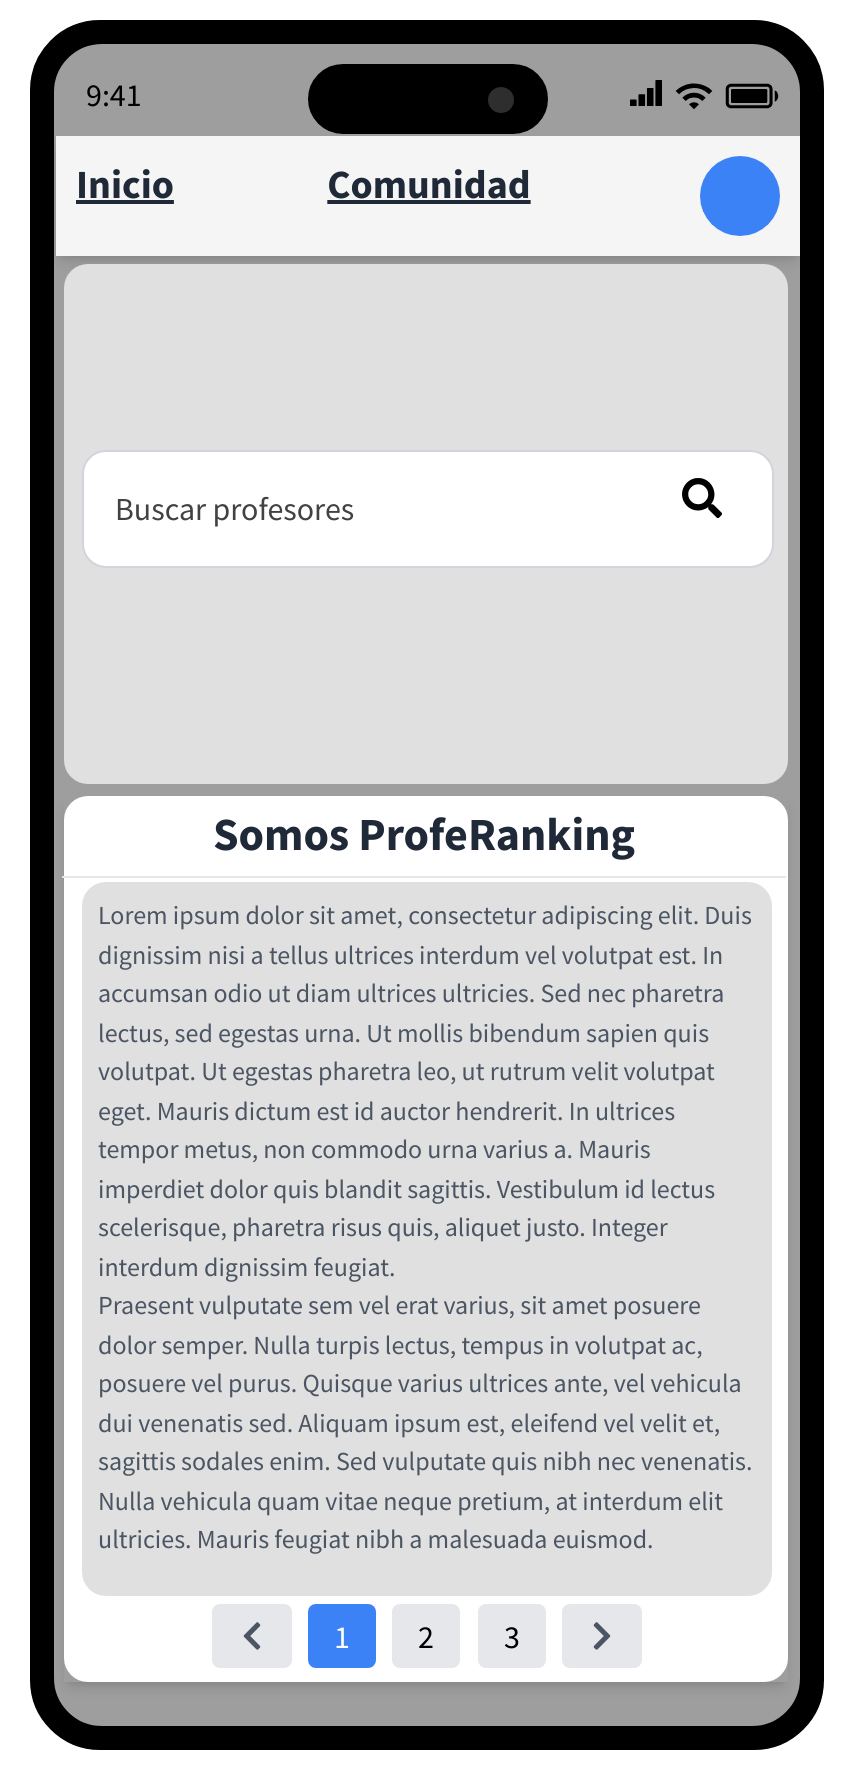 9:41
Inicio
Comunidad
Buscar profesores
Somos ProfeRanking
Lorem ipsum dolor sit amet, consectetur adipiscing elit. Duis
dignissim nisi a tellus ultrices interdum vel volutpat est. In
accumsan odio ut diam ultrices ultricies. Sed nec pharetra
lectus, sed egestas urna. Ut mollis bibendum sapien quis
volutpat. Ut egestas pharetra leo, ut rutrum velit volutpat
eget. Mauris dictum est id auctor hendrerit. In ultrices
tempor metus, non commodo urna varius a. Mauris
imperdiet dolor quis blandit sagittis. Vestibulum id lectus
scelerisque, pharetra risus quis, aliquet justo. Integer
interdum dignissim feugiat.
Praesent vulputate sem vel erat varius, sit amet posuere
dolor semper. Nulla turpis lectus, tempus in volutpat ac,
posuere vel purus. Quisque varius ultrices ante, vel vehicula
dui venenatis sed. Aliquam ipsum est, eleifend vel velit et,
sagittis sodales enim. Sed vulputate quis nibh nec venenatis.
Nulla vehicula quam vitae neque pretium, at interdum elit
ultricies. Mauris feugiat nibh a malesuada euismod.
1
2
3